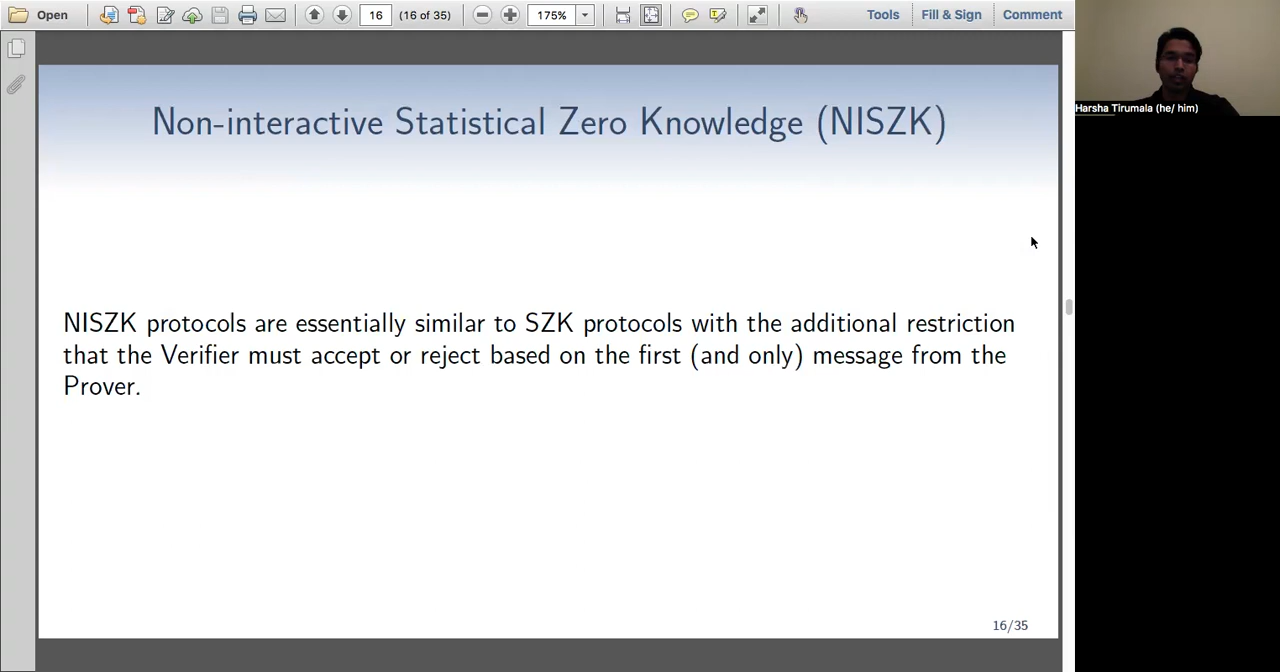 Open
16
(16 of 35)
175%
Tools
Fill & Sign
Comment
Harsha Tirumala (he/ him)
Non-interactive Statistical Zero Knowledge (NISZK)
NISZK protocols are essentially similar to SZK protocols with the additional restriction
that the Verifier must accept or reject based on the first (and only) message from the
Prover.
16/35